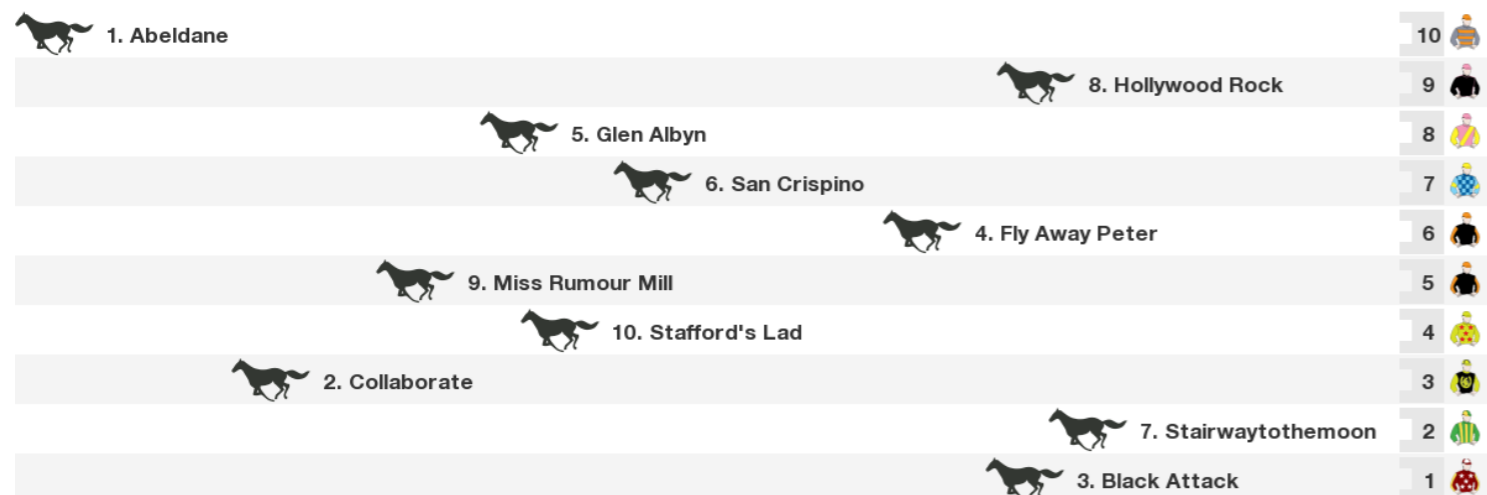 1. Abeldane 10
8. Hollywood Rock 9
5. Glen Albyn 8
6. San Crispino 7
4. Fly Away Peter 6
9. Miss Rumour Mill 5
10. Stafford's Lad 4
2. Collaborate 3
7. Stairwaytothemoon 2
3. Black Attack 1